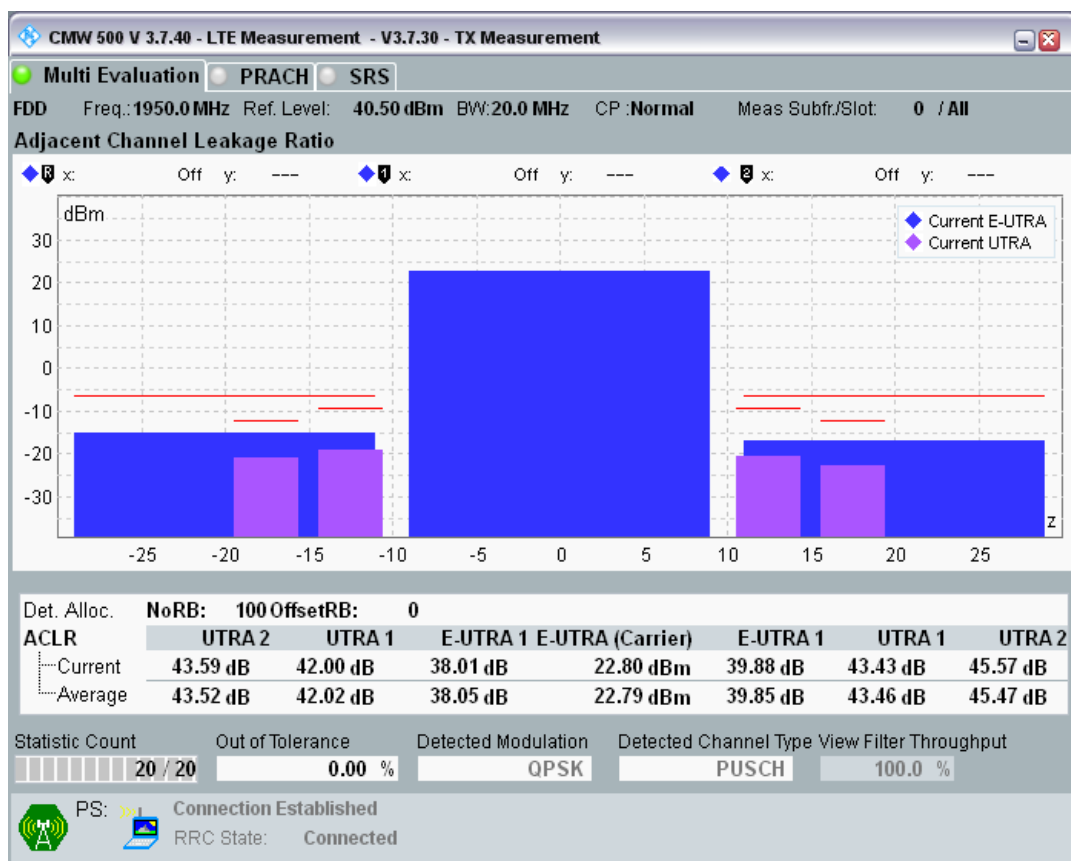 CMW 500 V 3.7.40 - LTE Measurement - V3.7.30 - TX Measurement
Multi Evaluation PRACH SRS
FDD Freq.: 1950.0 MHz Ref. Level: 40.50 dBm BW: 20.0 MHz CP : Normal Meas Subfr./Slot: 0 / All
Adjacent Channel Leakage Ratio
R x: Off y: --- 1 x: Off y: --- 2 x: Off y: ---
dBm
Current E-UTRA
Current UTRA
30
20
10
0
-10
-20
-30
z
-25 -20 -15 -10 -5 0 5 10 15 20 25
Det. Alloc. NoRB: 100 OffsetRB: 0
ACLR UTRA 2 UTRA 1 E-UTRA 1 E-UTRA (Carrier) E-UTRA 1 UTRA 1 UTRA 2
Current 43.59 dB 42.00 dB 38.01 dB 22.80 dBm 39.88 dB 43.43 dB 45.57 dB
Average 43.52 dB 42.02 dB 38.05 dB 22.79 dBm 39.85 dB 43.46 dB 45.47 dB
Statistic Count Out of Tolerance Detected Modulation Detected Channel Type View Filter Throughput
20 / 20 0.00 % QPSK PUSCH 100.0 %
PS: Connection Established
RRC State: Connected